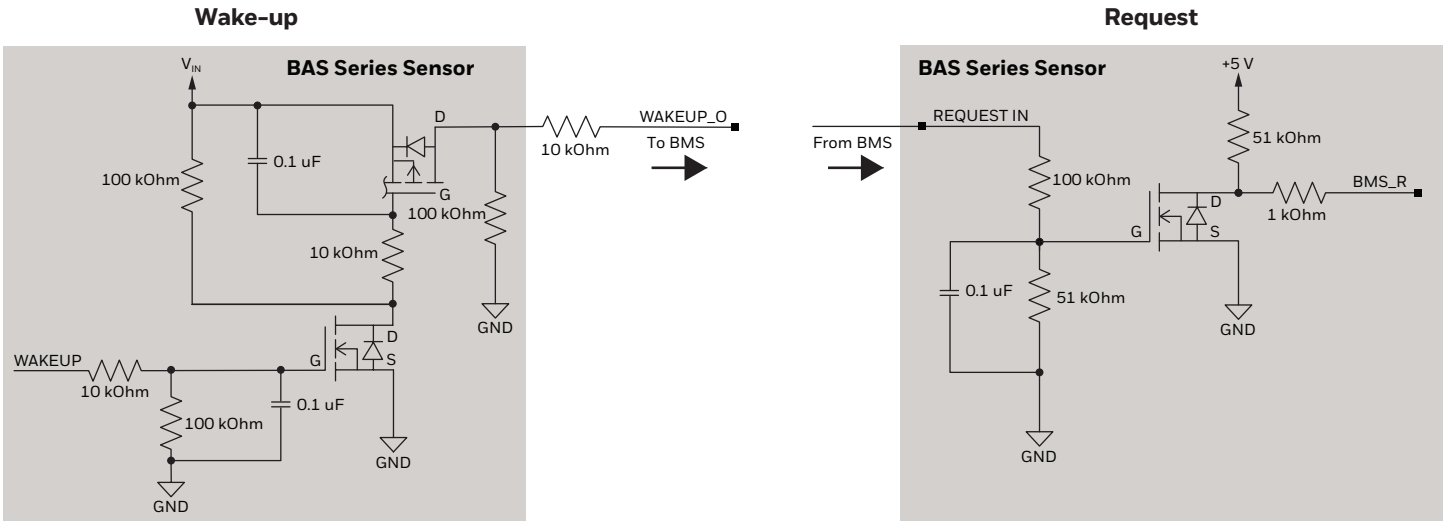 Wake-up
V_IN
BAS Series Sensor
D
WAKEUP_O
0.1 uF
10 kOhm
To BMS
100 kOhm
G
100 kOhm
10 kOhm
GND
D
WAKEUP
G
S
10 kOhm
0.1 uF
100 kOhm
GND
GND
Request
BAS Series Sensor
+5 V
REQUEST IN
From BMS
51 kOhm
100 kOhm
BMS_R
D
1 kOhm
G
S
0.1 uF
51 kOhm
GND
GND